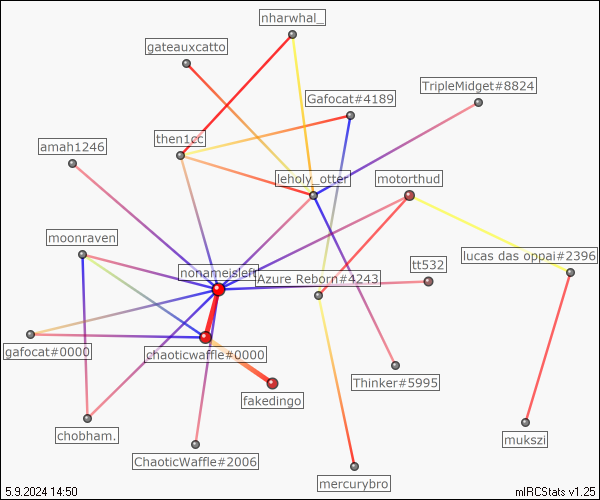 nharwhal_
gateauxcatto
TripleMidget#8824
Gafocat#4189
then1cc
amah1246
leholy_otter
motorthud
moonraven
lucas das oppai#2396
tt532
nonameisleft
Azure Reborn#4243
gafocat#0000
chaoticwaffle#0000
Thinker#5995
fakedingo
chobham.
mukszi
ChaoticWaffle#2006
mercurybro
5.9.2024 14:50
mIRCStats v1.25